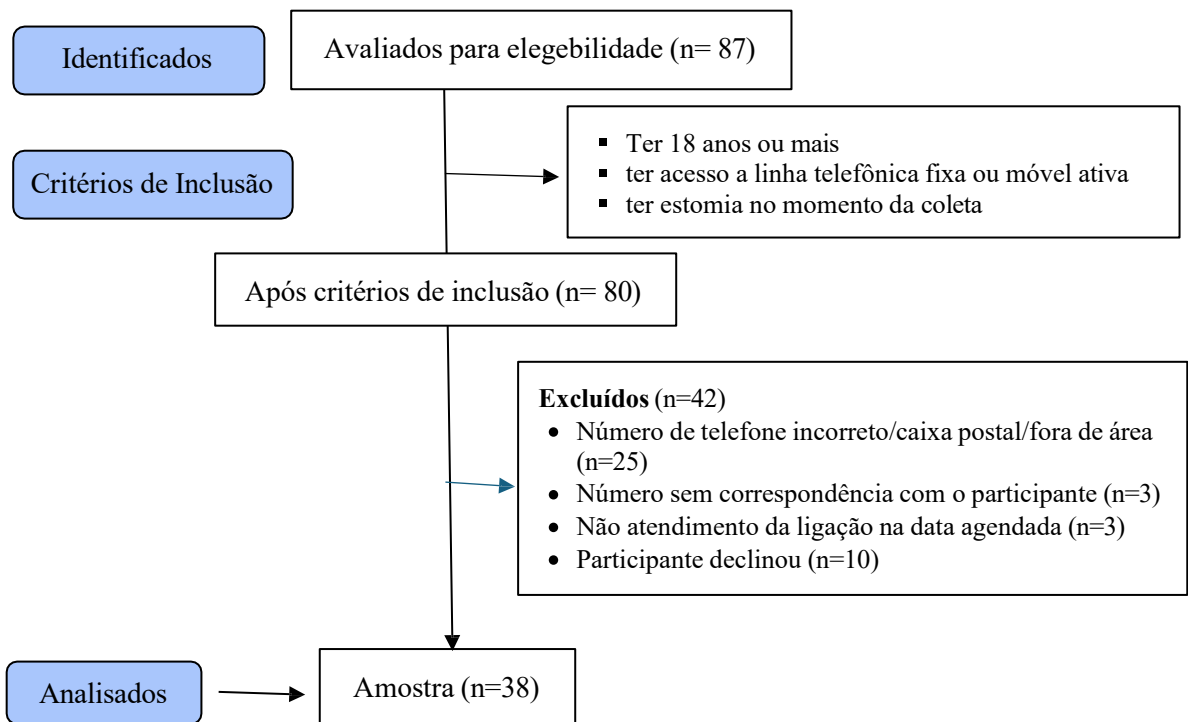 Identificados
Avaliados para elegebilidade (n= 87)
Critérios de Inclusão
▪ Ter 18 anos ou mais
▪ ter acesso a linha telefônica fixa ou móvel ativa
▪ ter estomia no momento da coleta
Após critérios de inclusão (n= 80)
Excluídos (n=42)
• Número de telefone incorreto/caixa postal/fora de área
(n=25)
• Número sem correspondência com o participante (n=3)
• Não atendimento da ligação na data agendada (n=3)
• Participante declinou (n=10)
Analisados
Amostra (n=38)